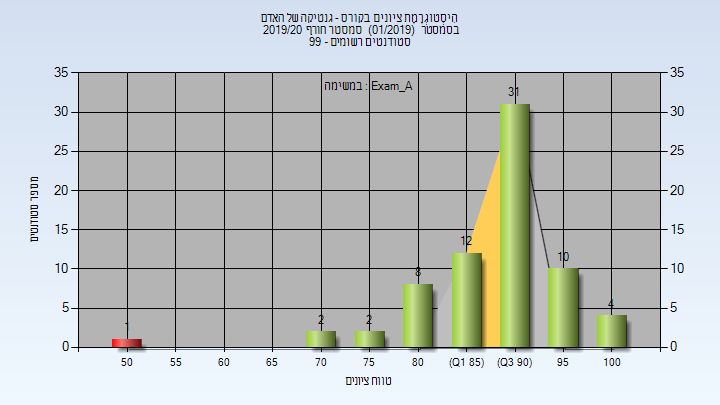 היסטוגרמת ציונים בקורס - גנטיקה של האדם
בסמסטר (01/2019) סמסטר חורף 2019/20
סטודנטים רשומים - 99
במשימה : Exam_A
מספר סטודנטים
35 35
30 30
25 25
20 20
15 15
10 10
5 5
0 0
1 2 2 8 12 31 10 4
50 55 60 65 70 75 80 (Q1 85) (Q3 90) 95 100
טווח ציונים